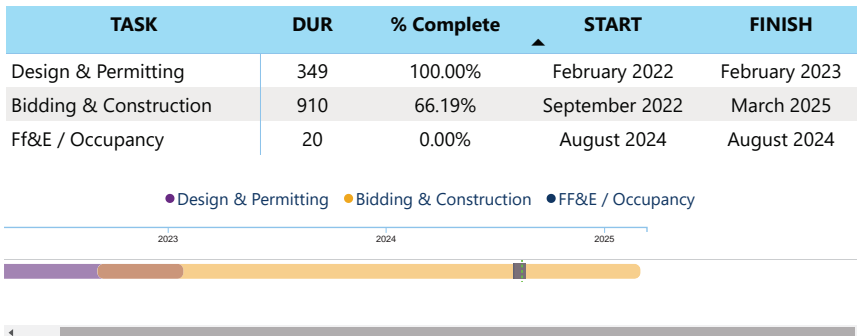 TASK DUR % Complete START FINISH
Design & Permitting 349 100.00% February 2022 February 2023
Bidding & Construction 910 66.19% September 2022 March 2025
Ff&E / Occupancy 20 0.00% August 2024 August 2024
Design & Permitting Bidding & Construction FF&E / Occupancy
2023 2024 2025